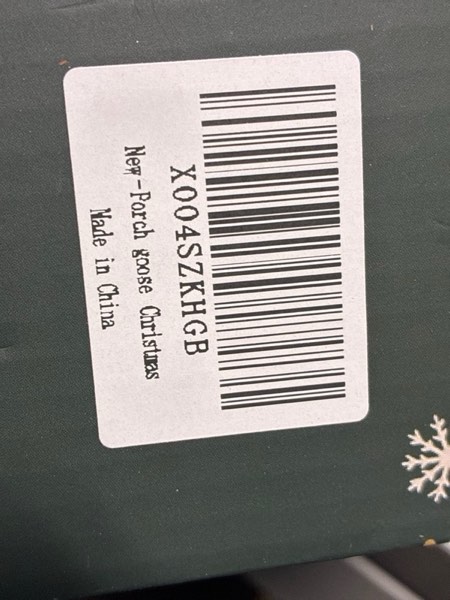 X004SZKHGB
New-Porch goose Christmas
Made in China